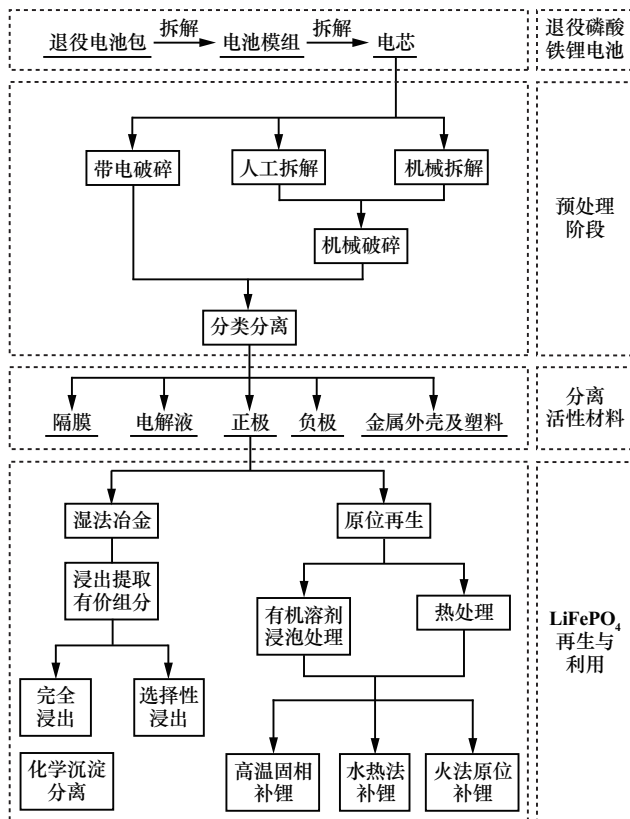 拆解 拆解
退役电池包 电池模组 电芯
退役磷酸
铁锂电池
带电破碎 人工拆解 机械拆解
机械破碎
分类分离
预处理
阶段
隔膜 电解液 正极 负极 金属外壳及塑料
分离
活性材料
湿法冶金 原位再生
浸出提取
有价组分
有机溶剂
浸泡处理
热处理
完全
浸出
选择性
浸出
化学沉淀
分离
高温固相
补锂
水热法
补锂
火法原位
补锂
LiFePO₄
再生与
利用